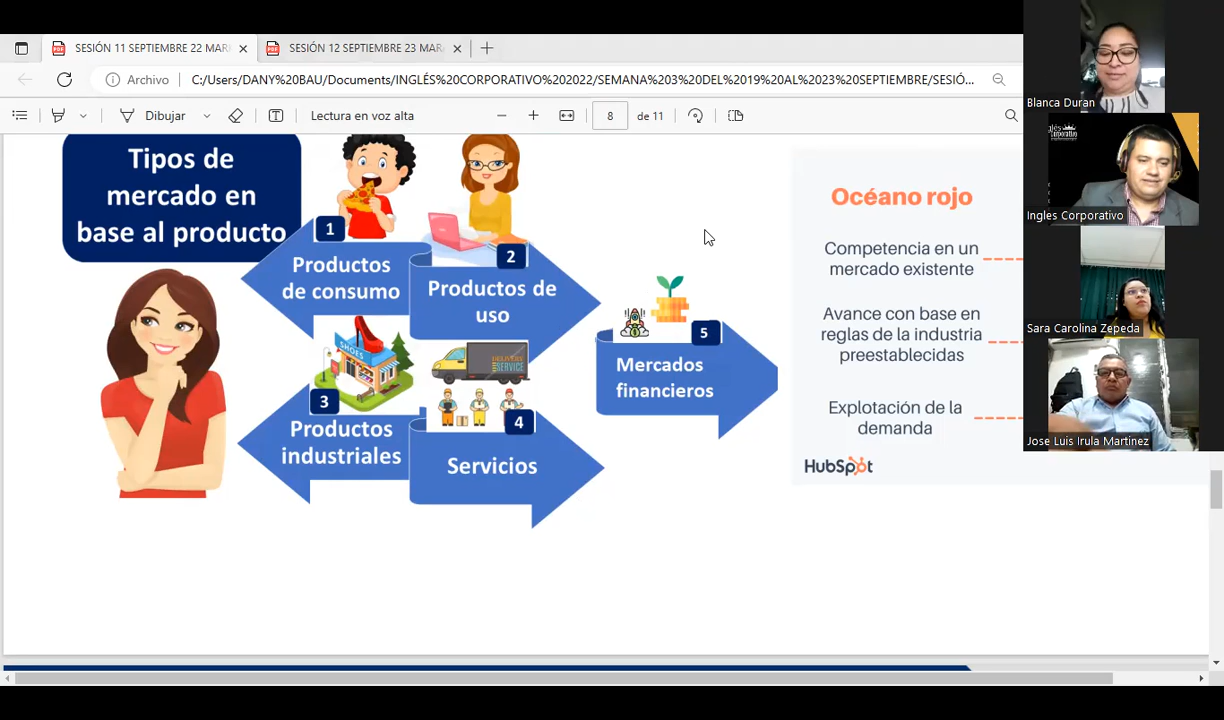 SESIÓN 11 SEPTIEMBRE 22 MAR
SESIÓN 12 SEPTIEMBRE 23 MAR
Archivo
C:/Users/DANY%20BAU/Documents/INGLÉS%20CORPORATIVO%202022/SEMANA%203%20DEL%2019%20AL%2023%20SEPTIEMBRE/SESIÓ...
Dibujar
Lectura en voz alta
8
de 11
Tipos de
mercado en
base al producto
1
Productos
de consumo
2
Productos de
uso
SHOES
3
Productos
industriales
SERVICE
4
Servicios
5
Mercados
financieros
Océano rojo
Competencia en un
mercado existente
Avance con base en
reglas de la industria
preestablecidas
Explotación de la
demanda
HubSpot
Blanca Duran
Ingles Corporativo
Sara Carolina Zepeda
Jose Luis Irula Martinez